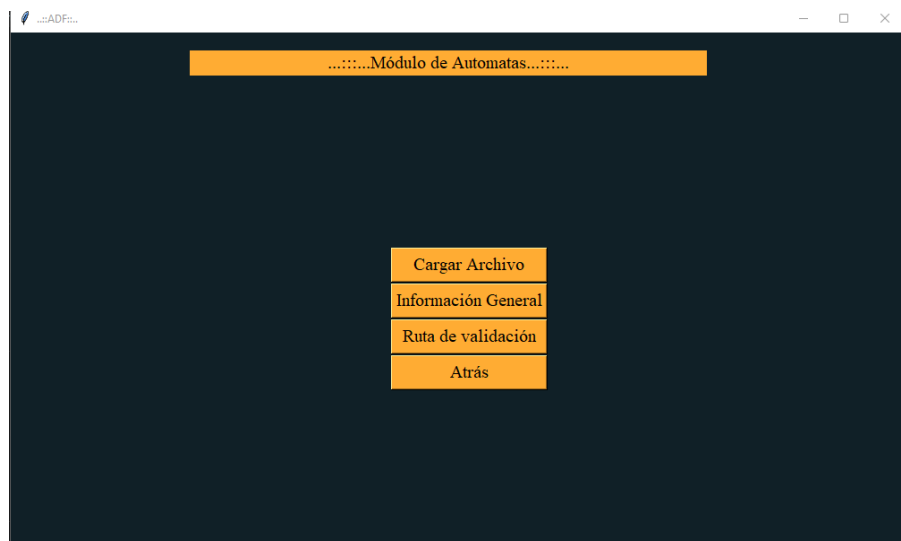 ..::ADF::..
...:::...Módulo de Automatas...:::...
Cargar Archivo
Información General
Ruta de validación
Atrás